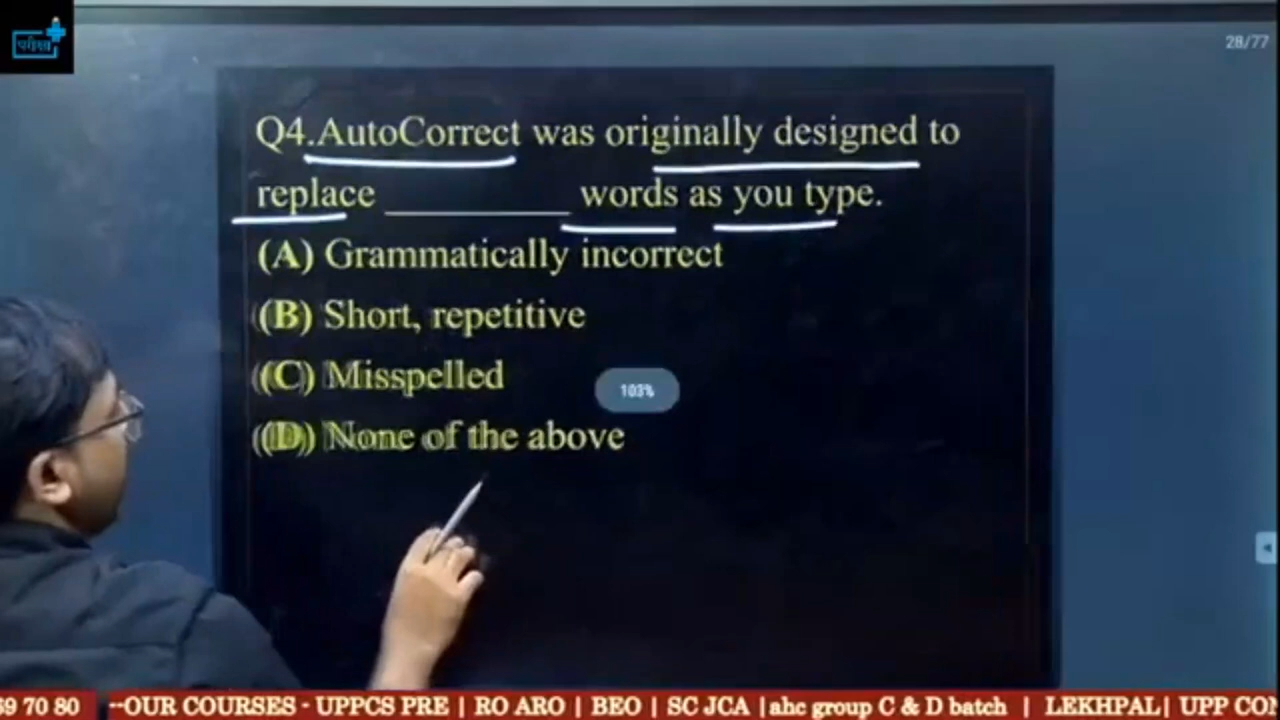 परीक्षा
28/77
Q4.AutoCorrect was originally designed to
replace __________ words as you type.
(A) Grammatically incorrect
(B) Short, repetitive
(C) Misspelled
103%
(D) None of the above
69 70 80 --OUR COURSES - UPPCS PRE | RO ARO | BEO | SC JCA |ahc group C & D batch | LEKHPAL| UPP CON